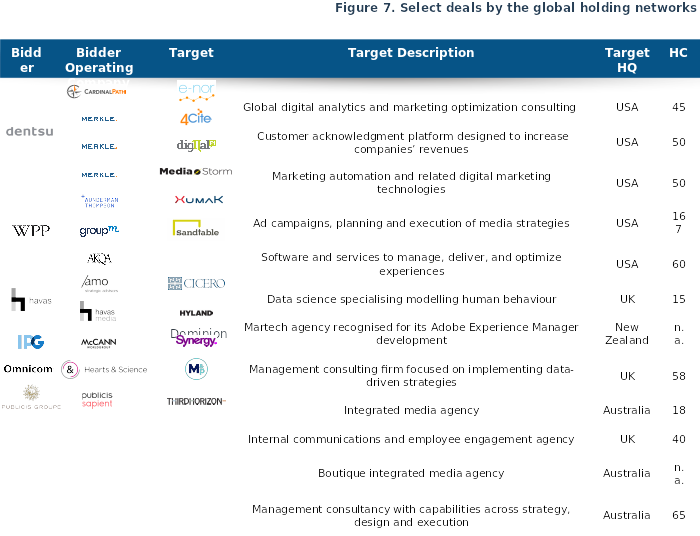 Figure 7. Select deals by the global holding networks
Bidd
er
Bidder
Operating
Target
Target Description
Target
HQ
HC
CARDINALPATH
e-nor
Global digital analytics and marketing optimization consulting
USA
45
dentsu
MERKLE.
4Cite
Customer acknowledgment platform designed to increase
companies’ revenues
USA
50
MERKLE.
digital
MERKLE.
Media Storm
Marketing automation and related digital marketing
technologies
USA
50
WUNDERMAN
THOMPSON
XUMAK
WPP
groupm
Sandtable
Ad campaigns, planning and execution of media strategies
USA
16
7
AKQA
Software and services to manage, deliver, and optimize
experiences
USA
60
havas
/amo
CICERO
Data science specialising modelling human behaviour
UK
15
havas
media
HYLAND
IPG
McCANN
Dominion
Synergy.
Martech agency recognised for its Adobe Experience Manager
development
New
Zealand
n.
a.
Omnicom
& Hearts & Science
Management consulting firm focused on implementing data-
driven strategies
UK
58
PUBLICIS GROUPE
publicis
sapient
THIRDHORIZON
Integrated media agency
Australia
18
Internal communications and employee engagement agency
UK
40
Boutique integrated media agency
Australia
n.
a.
Management consultancy with capabilities across strategy,
design and execution
Australia
65